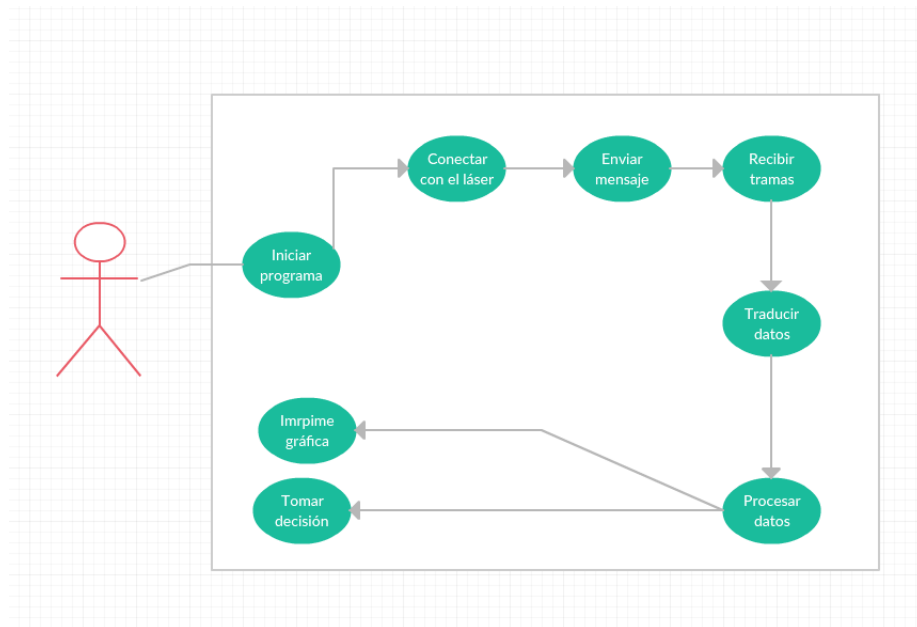 Conectar
con el láser
Enviar
mensaje
Recibir
tramas
Iniciar
programa
Traducir
datos
Imrpime
gráfica
Tomar
decisión
Procesar
datos